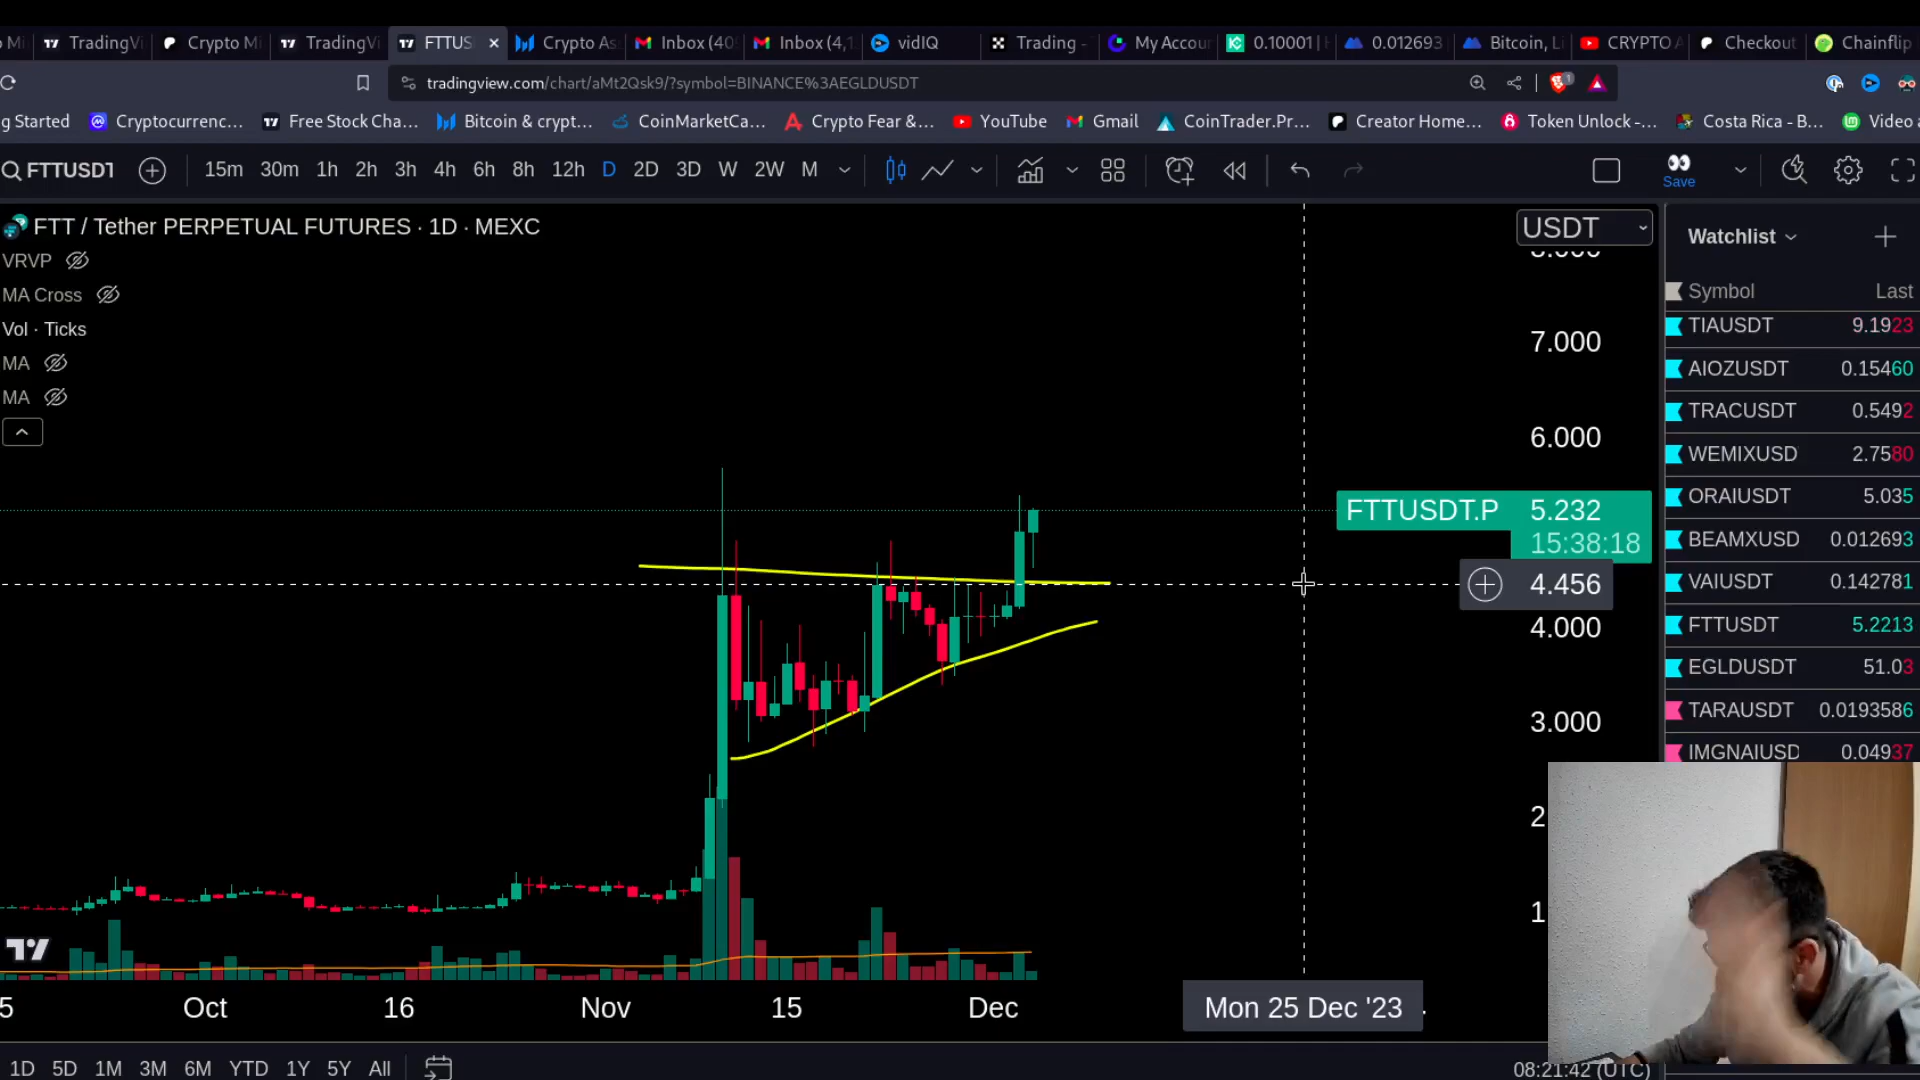 TradingVi
Crypto Mi
TradingVi
FTTUS
Crypto As
Inbox (40
Inbox (4,1
vidIQ
Trading -
My Accou
0.10001 |
0.012693
Bitcoin, Li
CRYPTO A
Checkout
Chainflip
tradingview.com/chart/aMt2Qsk9/?symbol=BINANCE%3AEGLDUSDT
g Started
Cryptocurrenc...
Free Stock Cha...
Bitcoin & crypt...
CoinMarketCa...
Crypto Fear &...
YouTube
Gmail
CoinTrader.Pr...
Creator Home...
Token Unlock -...
Costa Rica - B...
Video a
FTTUSDT
15m 30m 1h 2h 3h 4h 6h 8h 12h D 2D 3D W 2W M
Save
FTT / Tether PERPETUAL FUTURES · 1D · MEXC
VRVP
MA Cross
Vol · Ticks
MA
MA
USDT
8.000
7.000
6.000
FTTUSDT.P 5.232
15:38:18
4.456
4.000
3.000
2
1
Watchlist
Symbol Last
TIAUSDT 9.1923
AIOZUSDT 0.15460
TRACUSDT 0.5492
WEMIXUSD 2.7580
ORAIUSDT 5.035
BEAMXUSD 0.012693
VAIUSDT 0.142781
FTTUSDT 5.2213
EGLDUSDT 51.03
TARAUSDT 0.0193586
IMGNAIUSD 0.04937
5 Oct 16 Nov 15 Dec Mon 25 Dec '23
1D 5D 1M 3M 6M YTD 1Y 5Y All
08:21:42 (UTC)